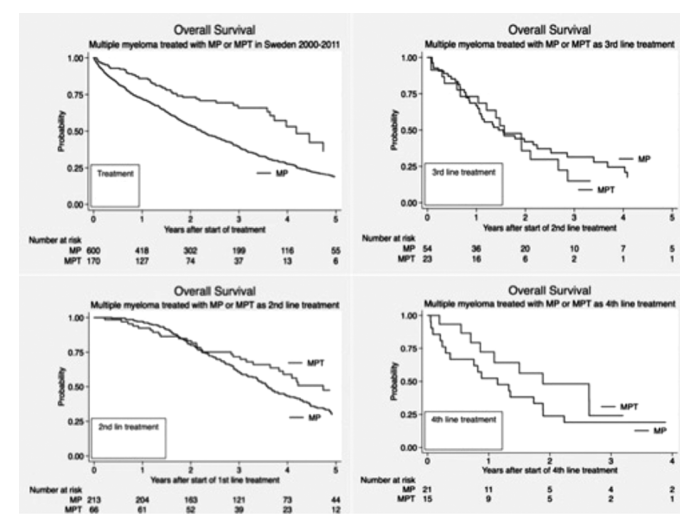 Overall Survival
Multiple myeloma treated with MP or MPT in Sweden 2000-2011
1.00
0.75
0.50
0.25
0.00
Probability
Treatment
MP
0 1 2 3 4 5
Years after start of treatment
Number at risk
MP 600 418 302 199 116 55
MPT 170 127 74 37 13 6
Overall Survival
Multiple myeloma treated with MP or MPT as 3rd line treatment
1.00
0.75
0.50
0.25
0.00
Probability
3rd line treatment
MP
MPT
0 1 2 3 4 5
Years after start of 2nd line treatment
Number at risk
MP 54 36 20 10 7 5
MPT 23 16 6 2 1 1
Overall Survival
Multiple myeloma treated with MP or MPT as 2nd line treatment
1.00
0.75
0.50
0.25
0.00
Probability
2nd lin treatment
MPT
MP
0 1 2 3 4 5
Years after start of 1st line treatment
Number at risk
MP 213 204 163 121 73 44
MPT 66 61 52 39 23 12
Overall Survival
Multiple myeloma treated with MP or MPT as 4th line treatment
1.00
0.75
0.50
0.25
0.00
Probability
4th line treatment
MPT
MP
0 1 2 3 4
Years after start of 4th line treatment
Number at risk
MP 21 11 5 4 2
MPT 15 9 5 2 1